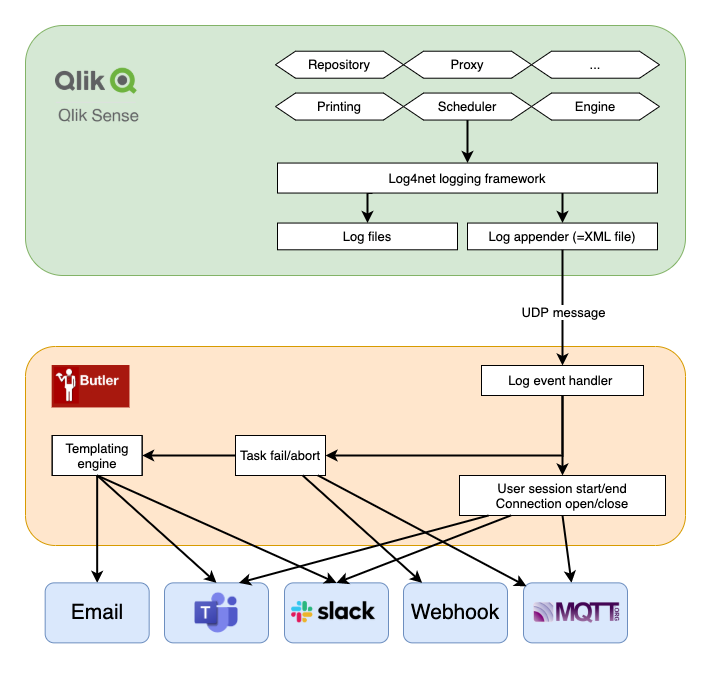 Qlik
Qlik Sense
Repository
Proxy
...
Printing
Scheduler
Engine
Log4net logging framework
Log files
Log appender (=XML file)
UDP message
Butler
Log event handler
Templating
engine
Task fail/abort
User session start/end
Connection open/close
Email
T
slack
Webhook
MQTT.ORG